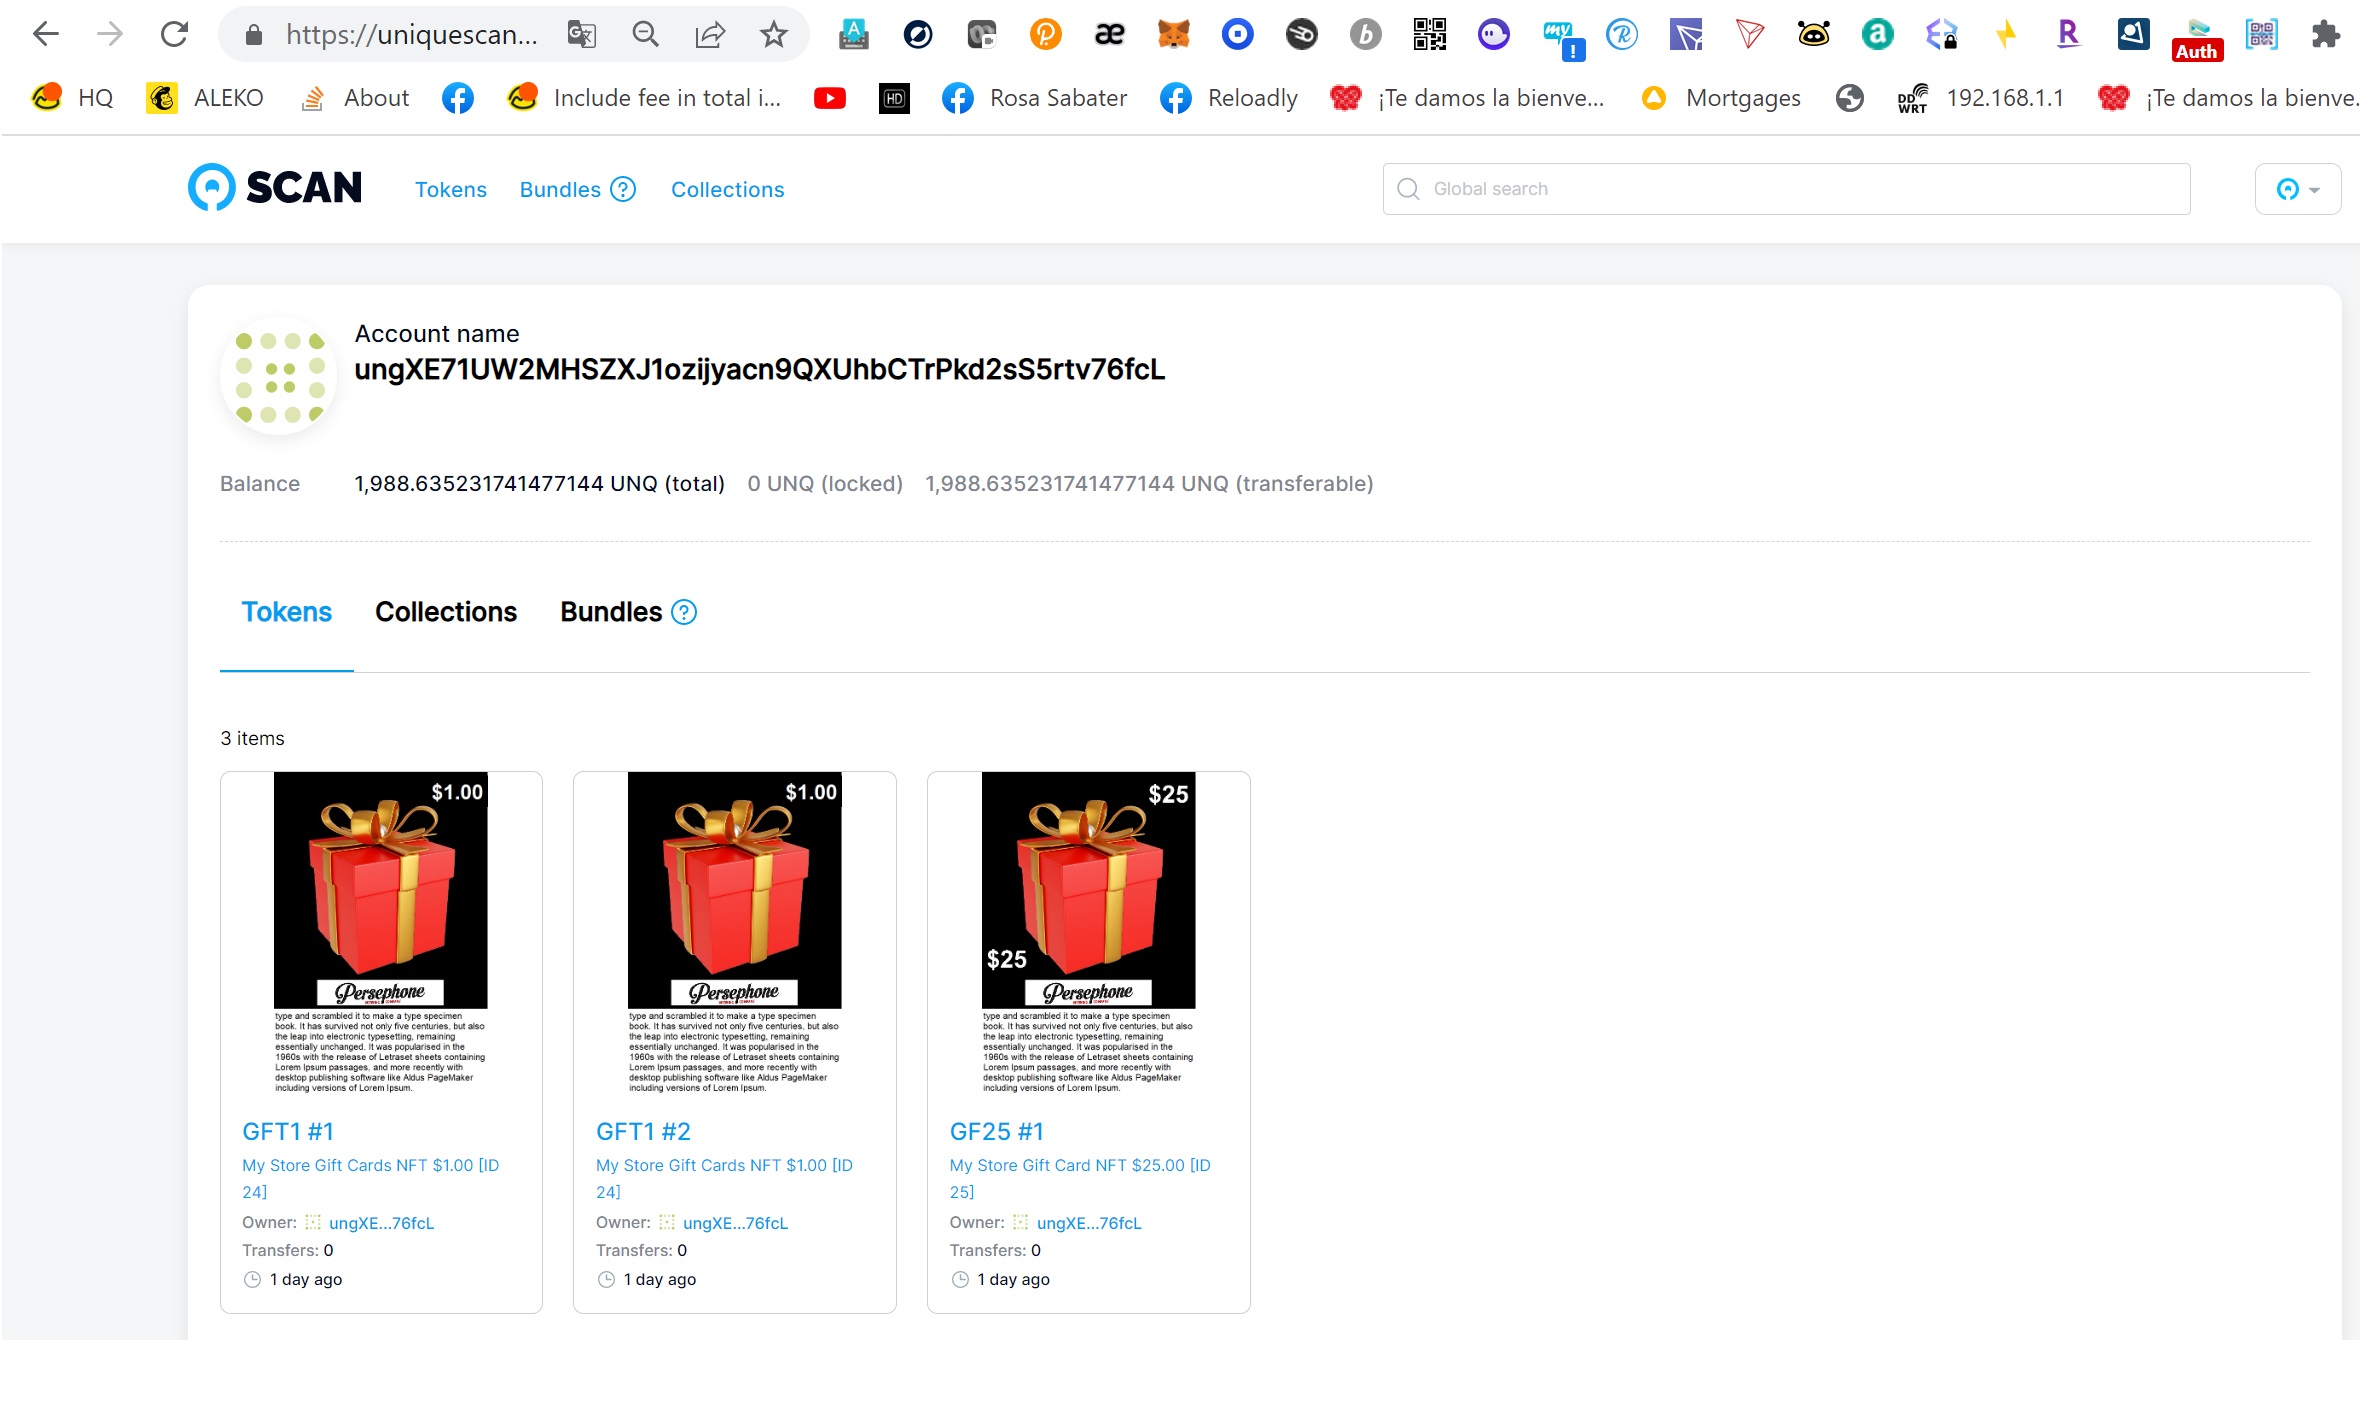 https://uniquescan...
my
!
Auth
HQ
ALEKO
About
Include fee in total i...
HD
Rosa Sabater
Reloadly
¡Te damos la bienve...
Mortgages
DD WRT
192.168.1.1
¡Te damos la bienve.
SCAN
Tokens
Bundles ?
Collections
Global search
Account name
ungXE71UW2MHSZXJ1ozijyacn9QXUhbCTrPkd2sS5rtv76fcL
Balance 1,988.635231741477144 UNQ (total) 0 UNQ (locked) 1,988.635231741477144 UNQ (transferable)
Tokens Collections Bundles ?
3 items
$1.00
Persephone
type and scrambled it to make a type specimen
book. It has survived not only five centuries, but also
the leap into electronic typesetting, remaining
essentially unchanged. It was popularised in the
1960s with the release of Letraset sheets containing
Lorem Ipsum passages, and more recently with
desktop publishing software like Aldus PageMaker
including versions of Lorem Ipsum.
GFT1 #1
My Store Gift Cards NFT $1.00 [ID
24]
Owner: ungXE...76fcL
Transfers: 0
1 day ago
$1.00
Persephone
type and scrambled it to make a type specimen
book. It has survived not only five centuries, but also
the leap into electronic typesetting, remaining
essentially unchanged. It was popularised in the
1960s with the release of Letraset sheets containing
Lorem Ipsum passages, and more recently with
desktop publishing software like Aldus PageMaker
including versions of Lorem Ipsum.
GFT1 #2
My Store Gift Cards NFT $1.00 [ID
24]
Owner: ungXE...76fcL
Transfers: 0
1 day ago
$25
$25
Persephone
type and scrambled it to make a type specimen
book. It has survived not only five centuries, but also
the leap into electronic typesetting, remaining
essentially unchanged. It was popularised in the
1960s with the release of Letraset sheets containing
Lorem Ipsum passages, and more recently with
desktop publishing software like Aldus PageMaker
including versions of Lorem Ipsum.
GF25 #1
My Store Gift Card NFT $25.00 [ID
25]
Owner: ungXE...76fcL
Transfers: 0
1 day ago